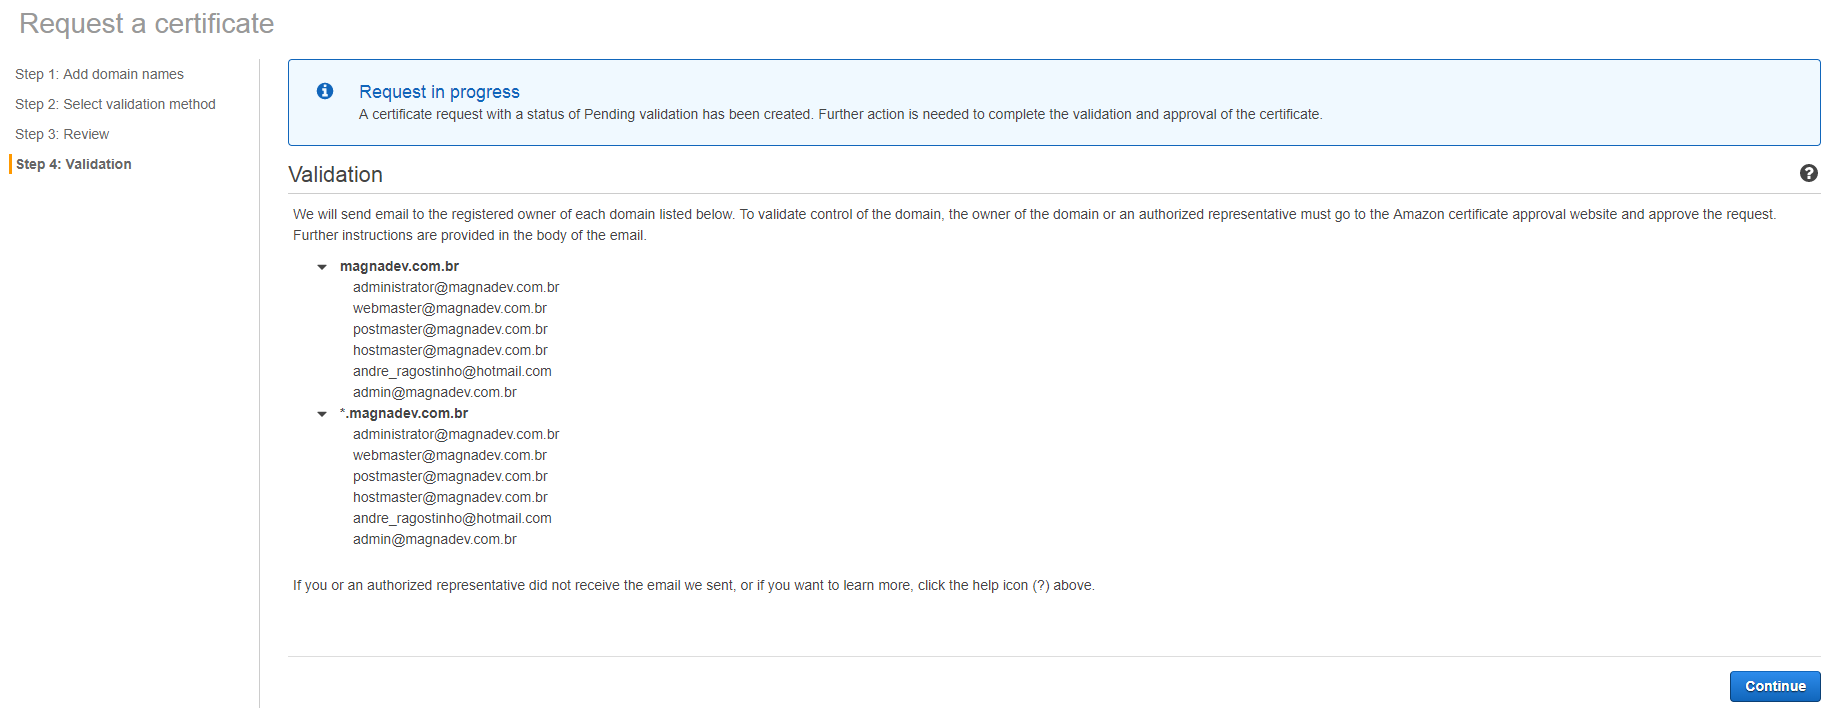 Request a certificate
Step 1: Add domain names
Step 2: Select validation method
Step 3: Review
Step 4: Validation
Request in progress
A certificate request with a status of Pending validation has been created. Further action is needed to complete the validation and approval of the certificate.
Validation
We will send email to the registered owner of each domain listed below. To validate control of the domain, the owner of the domain or an authorized representative must go to the Amazon certificate approval website and approve the request.
Further instructions are provided in the body of the email.
magnadev.com.br
administrator@magnadev.com.br
webmaster@magnadev.com.br
postmaster@magnadev.com.br
hostmaster@magnadev.com.br
andre_ragostinho@hotmail.com
admin@magnadev.com.br
*.magnadev.com.br
administrator@magnadev.com.br
webmaster@magnadev.com.br
postmaster@magnadev.com.br
hostmaster@magnadev.com.br
andre_ragostinho@hotmail.com
admin@magnadev.com.br
If you or an authorized representative did not receive the email we sent, or if you want to learn more, click the help icon (?) above.
Continue